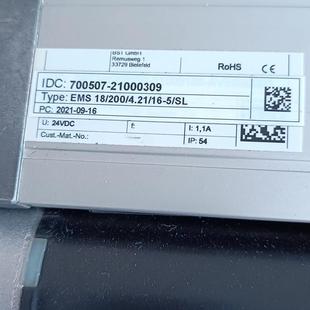 BST GmbH
Remusweg 1
33729 Bielefeld
RoHS CE
IDC: 700507-21000309
Type: EMS 18/200/4.21/16-5/SL
PC: 2021-09-16
U: 24VDC f: I: 1,1A
Cust.-Mat.-No.: IP: 54